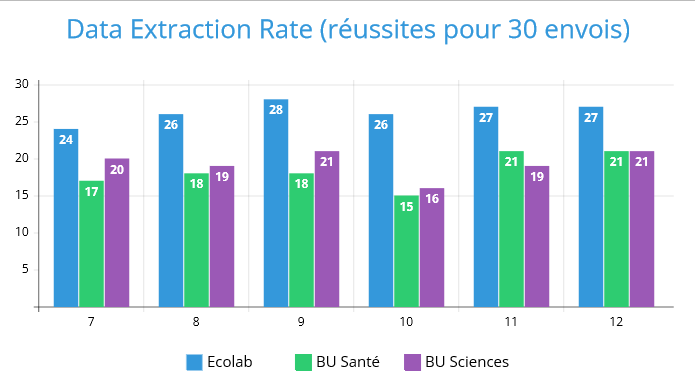 Data Extraction Rate (réussites pour 30 envois)
30
25
20
15
10
5
24 17 20 26 18 19 28 18 21 26 15 16 27 21 19 27 21 21
7 8 9 10 11 12
Ecolab BU Santé BU Sciences